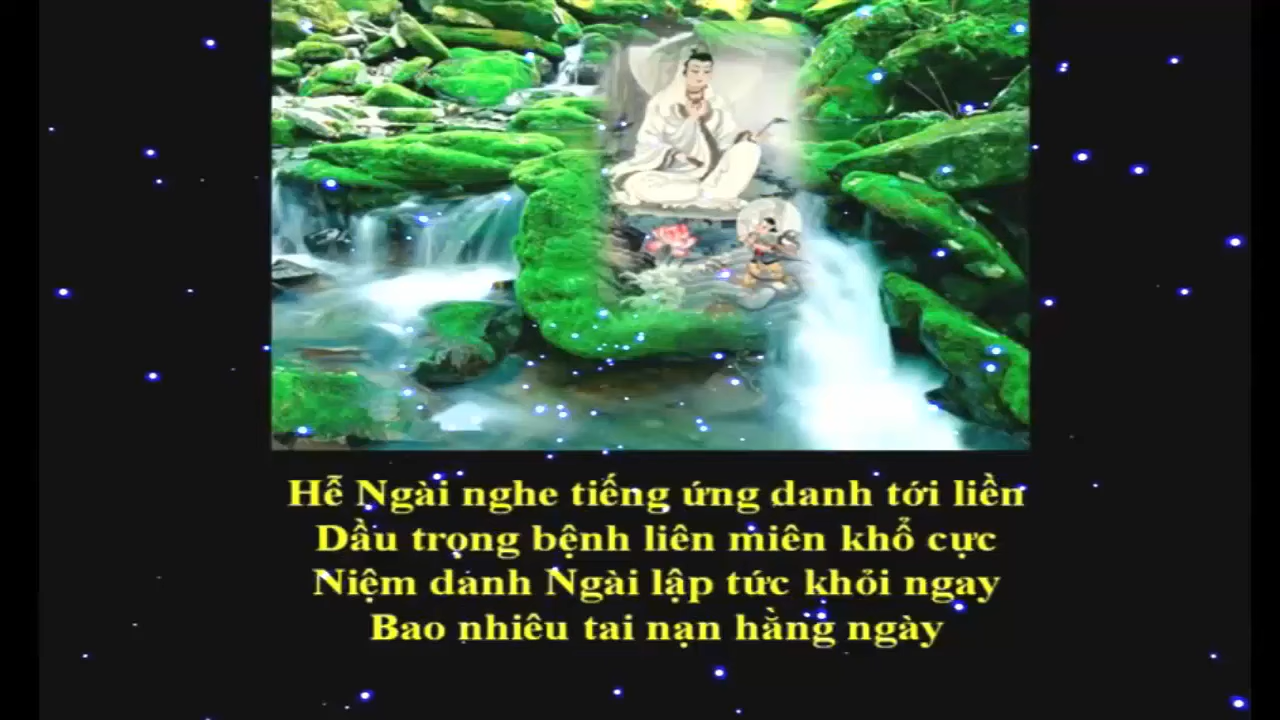 Hễ Ngài nghe tiếng ứng danh tới liền
Dầu trọng bệnh liên miên khổ cực
Niệm danh Ngài lập tức khỏi ngay
Bao nhiêu tai nạn hằng ngày